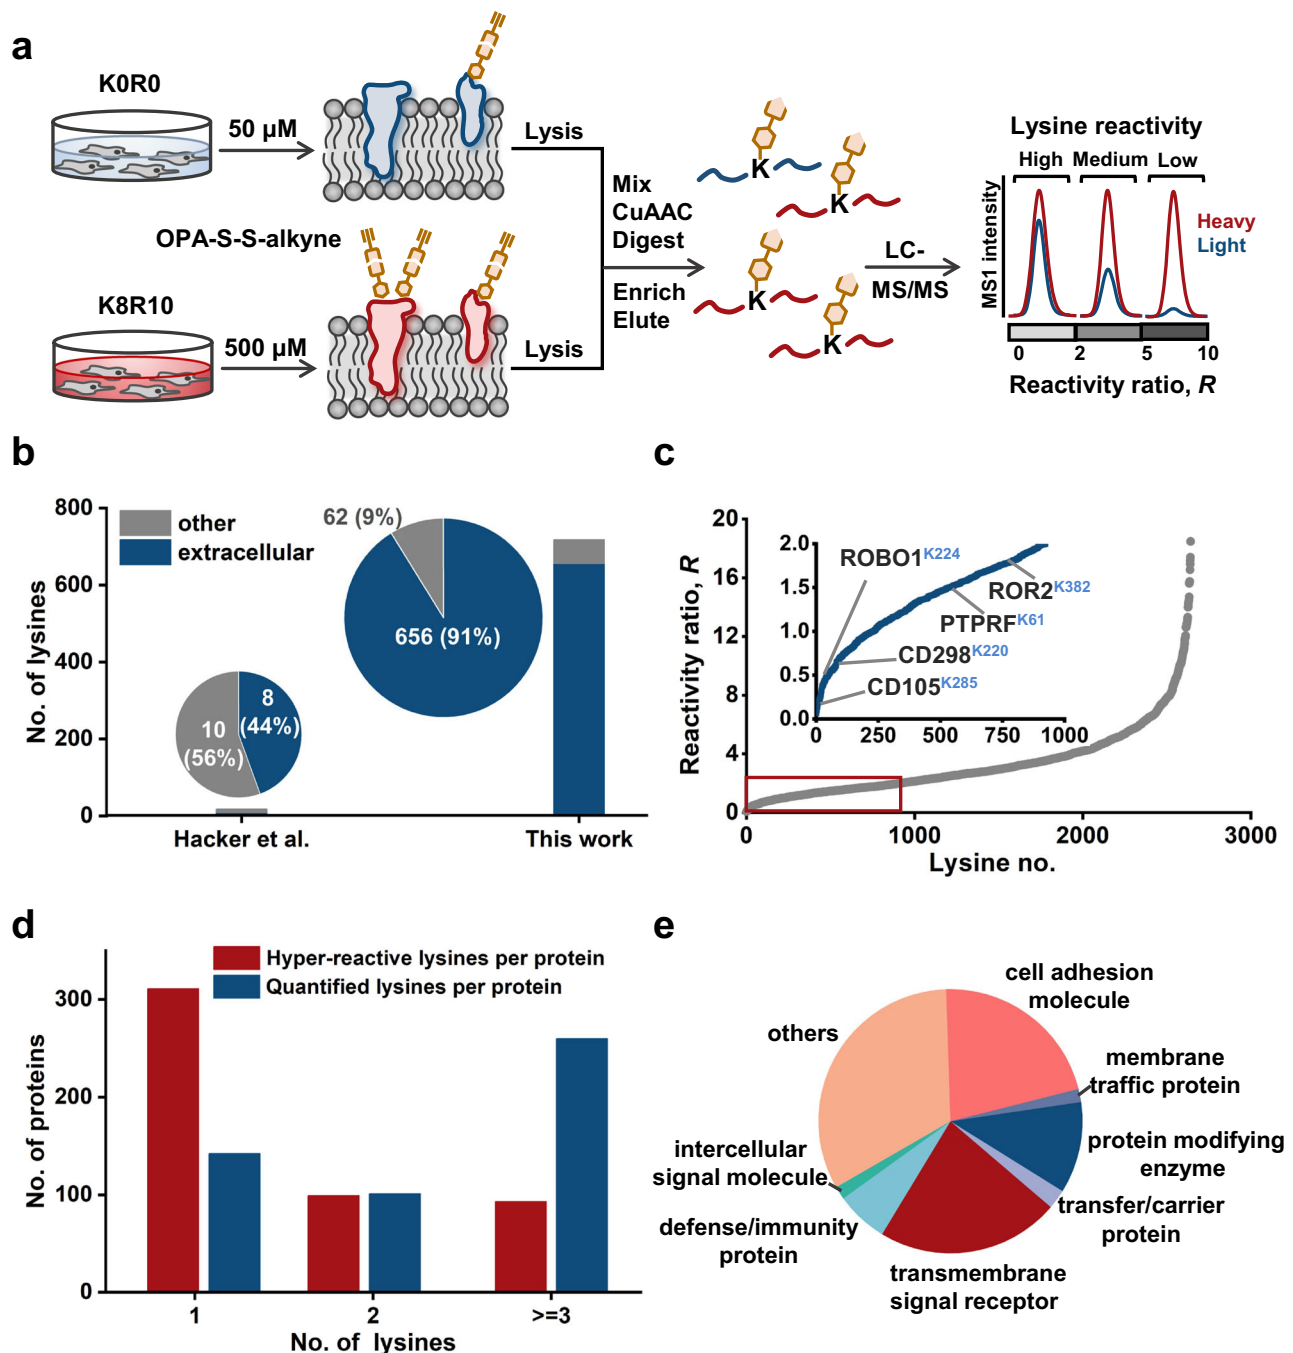 a
K0R0
50 μM
Lysis
OPA-S-S-alkyne
K8R10
500 μM
Lysis
Mix
CuAAC
Digest
Enrich
Elute
K
K
K
K
LC-
MS/MS
Lysine reactivity
High Medium Low
MS1 intensity
Heavy
Light
0 2 5 10
Reactivity ratio, R
b
No. of lysines
800
600
400
200
0
other
extracellular
62 (9%)
656 (91%)
8
(44%)
10
(56%)
Hacker et al.
This work
c
Reactivity ratio, R
20
16
12
8
4
0
2.0
1.5
1.0
0.5
0.0
ROBO1K224
ROR2K382
PTPRFK61
CD298K220
CD105K285
0 250 500 750 1000
0 1000 2000 3000
Lysine no.
d
No. of proteins
300
200
100
0
Hyper-reactive lysines per protein
Quantified lysines per protein
1 2 >=3
No. of lysines
e
cell adhesion
molecule
membrane
traffic protein
protein modifying
enzyme
transfer/carrier
protein
transmembrane
signal receptor
defense/immunity
protein
intercellular
signal molecule
others